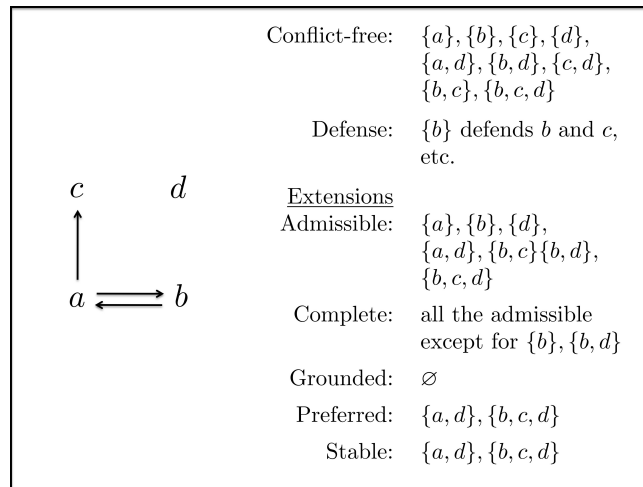 Conflict-free: {a}, {b}, {c}, {d},
{a, d}, {b, d}, {c, d},
{b, c}, {b, c, d}
Defense: {b} defends b and c,
etc.
c d
a b
Extensions
Admissible: {a}, {b}, {d},
{a, d}, {b, c}{b, d},
{b, c, d}
Complete: all the admissible
except for {b}, {b, d}
Grounded: ∅
Preferred: {a, d}, {b, c, d}
Stable: {a, d}, {b, c, d}